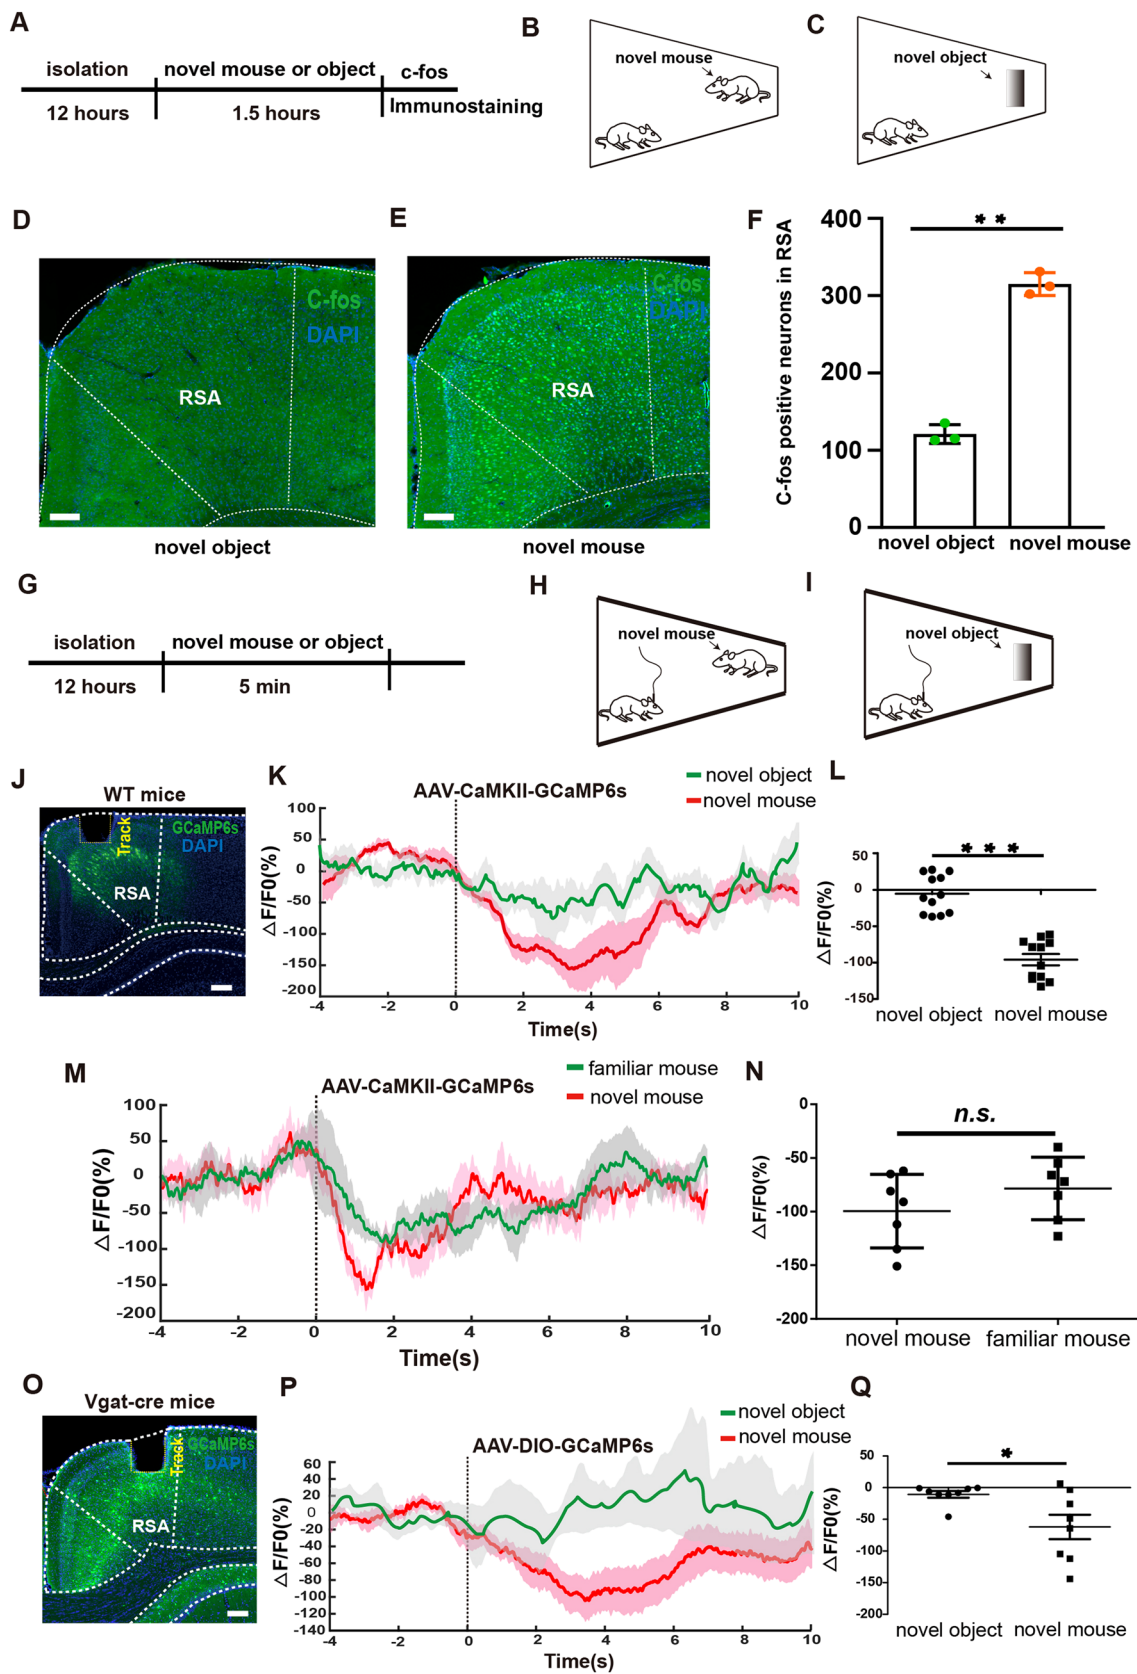 A
isolation
novel mouse or object
c-fos
12 hours
1.5 hours
Immunostaining
B
novel mouse
C
novel object
D
C-fos
DAPI
RSA
novel object
E
C-fos
DAPI
RSA
novel mouse
F
**
C-fos positive neurons in RSA
400
300
200
100
0
novel object
novel mouse
G
isolation
novel mouse or object
12 hours
5 min
H
novel mouse
I
novel object
J
WT mice
Track
GCaMP6s
DAPI
RSA
K
AAV-CaMKII-GCaMP6s
novel object
novel mouse
△F/F0(%)
100
50
0
-50
-100
-150
-200
-4
-2
0
2
4
6
8
10
Time(s)
L
***
△F/F0(%)
50
0
-50
-100
-150
novel object
novel mouse
M
AAV-CaMKII-GCaMP6s
familiar mouse
novel mouse
△F/F0(%)
100
50
0
-50
-100
-150
-200
-4
-2
0
2
4
6
8
10
Time(s)
N
n.s.
△F/F0(%)
0
-50
-100
-150
-200
novel mouse
familiar mouse
O
Vgat-cre mice
Track
GCaMP6s
DAPI
RSA
P
AAV-DIO-GCaMP6s
novel object
novel mouse
△F/F0(%)
60
40
20
0
-20
-40
-60
-80
-100
-120
-140
-4
-2
0
2
4
6
8
10
Time(s)
Q
*
△F/F0(%)
50
0
-50
-100
-150
-200
novel object
novel mouse